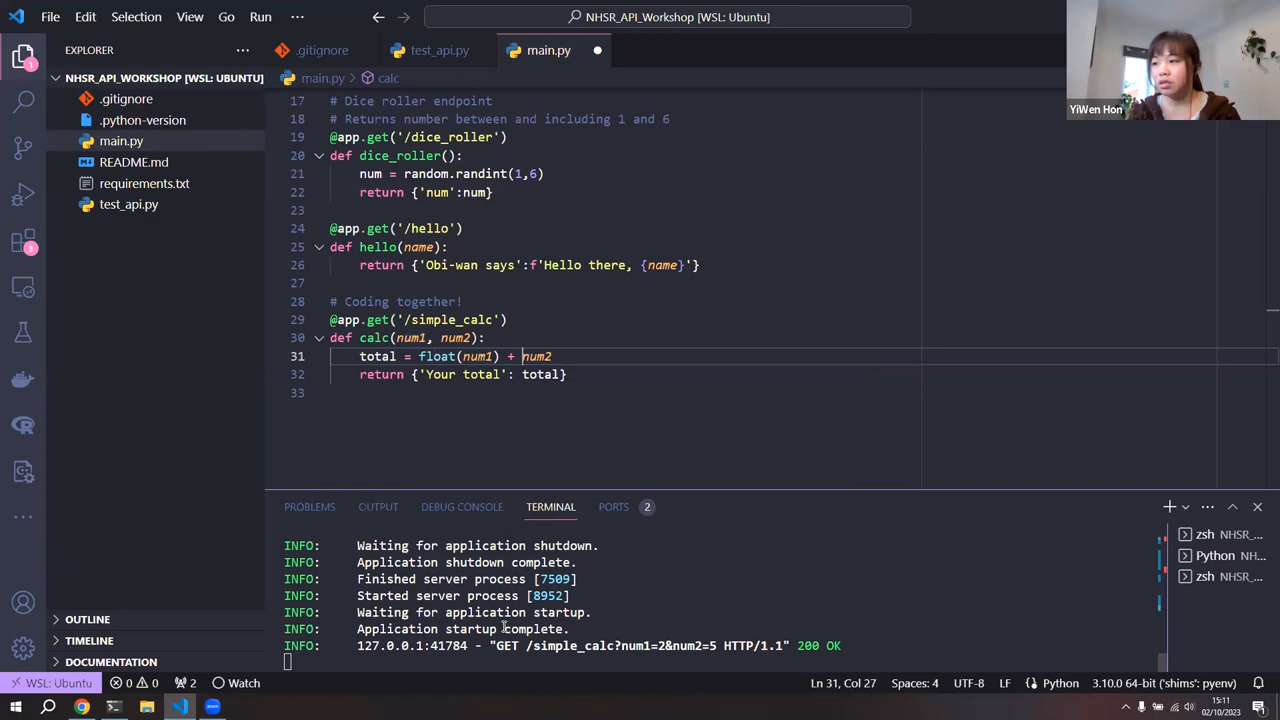 File Edit Selection View Go Run ···
NHSR_API_Workshop [WSL: Ubuntu]
YiWen Hon
EXPLORER ···
.gitignore test_api.py main.py
NHSR_API_WORKSHOP [WSL: UBUNTU]
.gitignore
.python-version
main.py
README.md
requirements.txt
test_api.py
main.py > calc
17 # Dice roller endpoint
18 # Returns number between and including 1 and 6
19 @app.get('/dice_roller')
20 def dice_roller():
21 num = random.randint(1,6)
22 return {'num':num}
23
24 @app.get('/hello')
25 def hello(name):
26 return {'Obi-wan says':f'Hello there, {name}'}
27
28 # Coding together!
29 @app.get('/simple_calc')
30 def calc(num1, num2):
31 total = float(num1) + num2
32 return {'Your total': total}
33
PROBLEMS OUTPUT DEBUG CONSOLE TERMINAL PORTS 2
INFO: Waiting for application shutdown.
INFO: Application shutdown complete.
INFO: Finished server process [7509]
INFO: Started server process [8952]
INFO: Waiting for application startup.
INFO: Application startup complete.
INFO: 127.0.0.1:41784 - "GET /simple_calc?num1=2&num2=5 HTTP/1.1" 200 OK
zsh NHSR_...
Python NH...
zsh NHSR_...
1
3
OUTLINE
TIMELINE
DOCUMENTATION
WSL: Ubuntu 0 0 2 Watch Ln 31, Col 27 Spaces: 4 UTF-8 LF Python 3.10.0 64-bit ('shims': pyenv)
15:11
02/10/2023
1